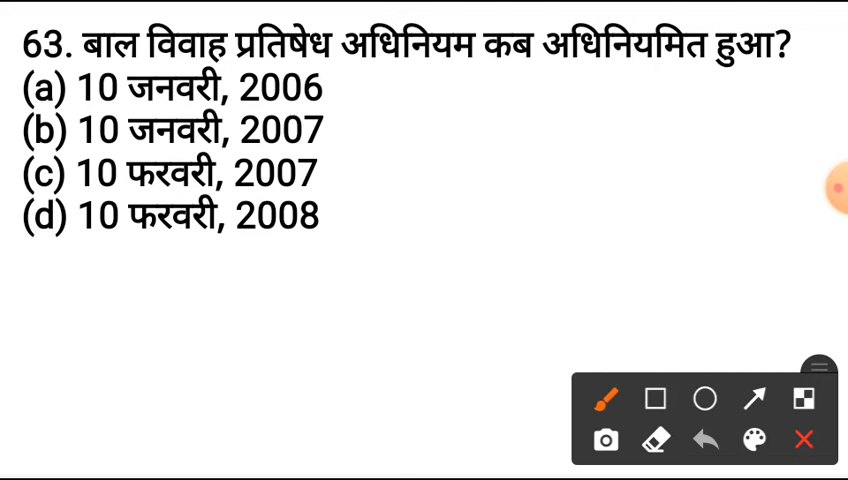 63. बाल विवाह प्रतिषेध अधिनियम कब अधिनियमित हुआ?
(a) 10 जनवरी, 2006
(b) 10 जनवरी, 2007
(c) 10 फरवरी, 2007
(d) 10 फरवरी, 2008